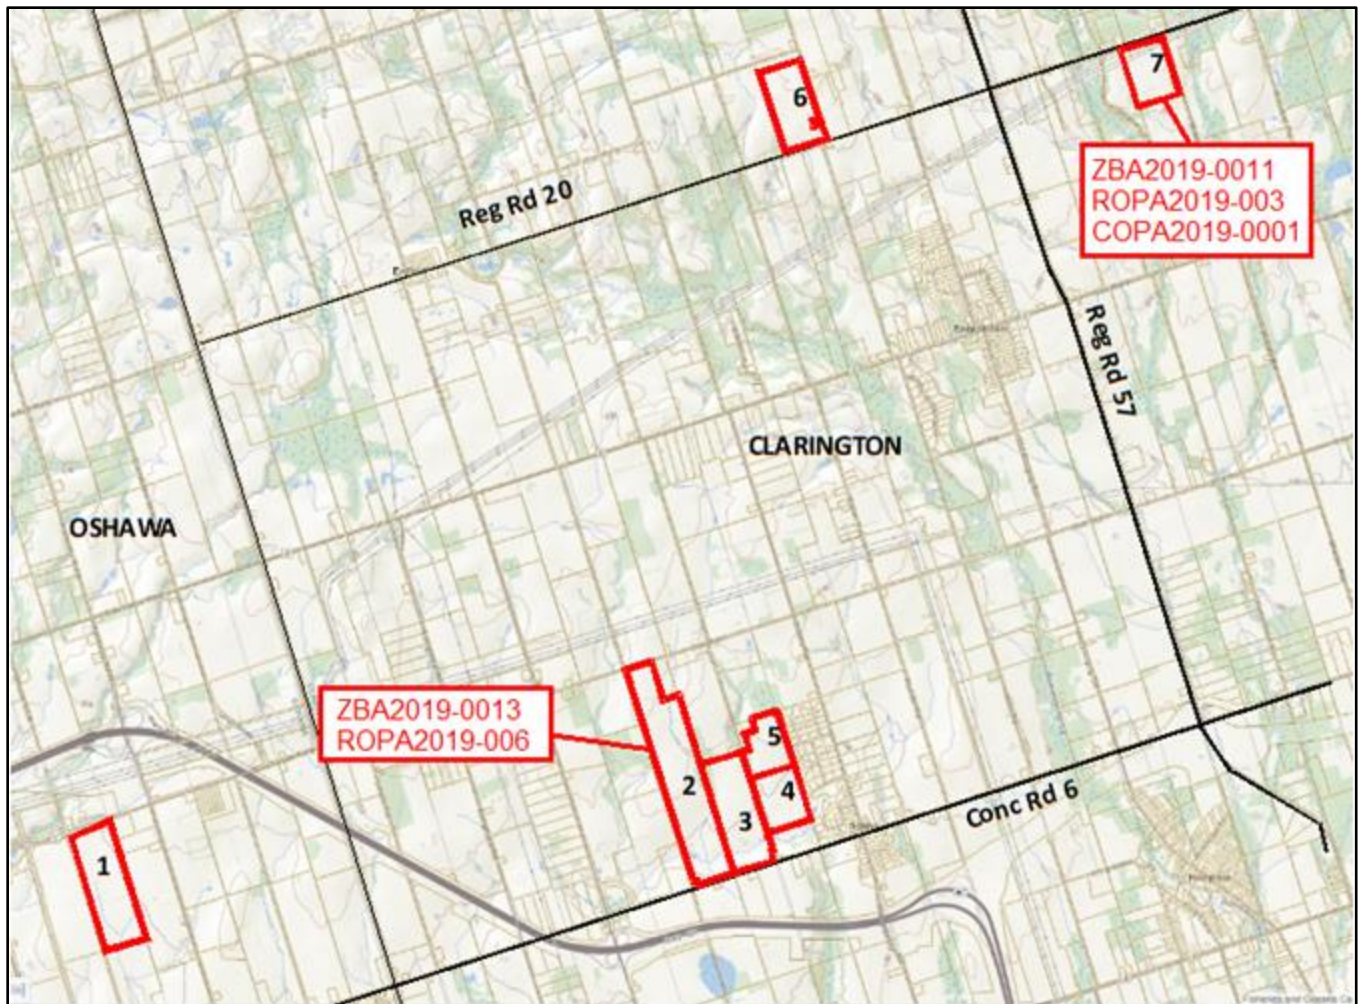 7
6
ZBA2019-0011
ROPA2019-003
COPA2019-0001
Reg Rd 20
Reg Rd 57
CLARINGTON
OSHAWA
ZBA2019-0013
ROPA2019-006
5
2
4
3
Conc Rd 6
1